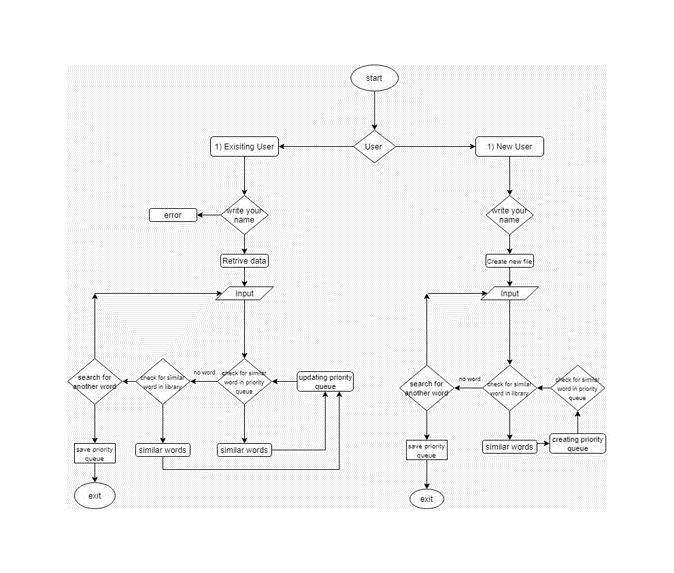 start
1) Exisiting User
User
1) New User
error
write your
name
write your
name
Retrive data
Create new file
Input
Input
search for
another word
check for similar
word in library
no word
check for similar
word in priority
queue
updating priority
queue
search for
another word
no word
check for similar
word in library
check for similar
word in priority
queue
save priority
queue
similar words
similar words
save priority
queue
similar words
creating priority
queue
exit
exit